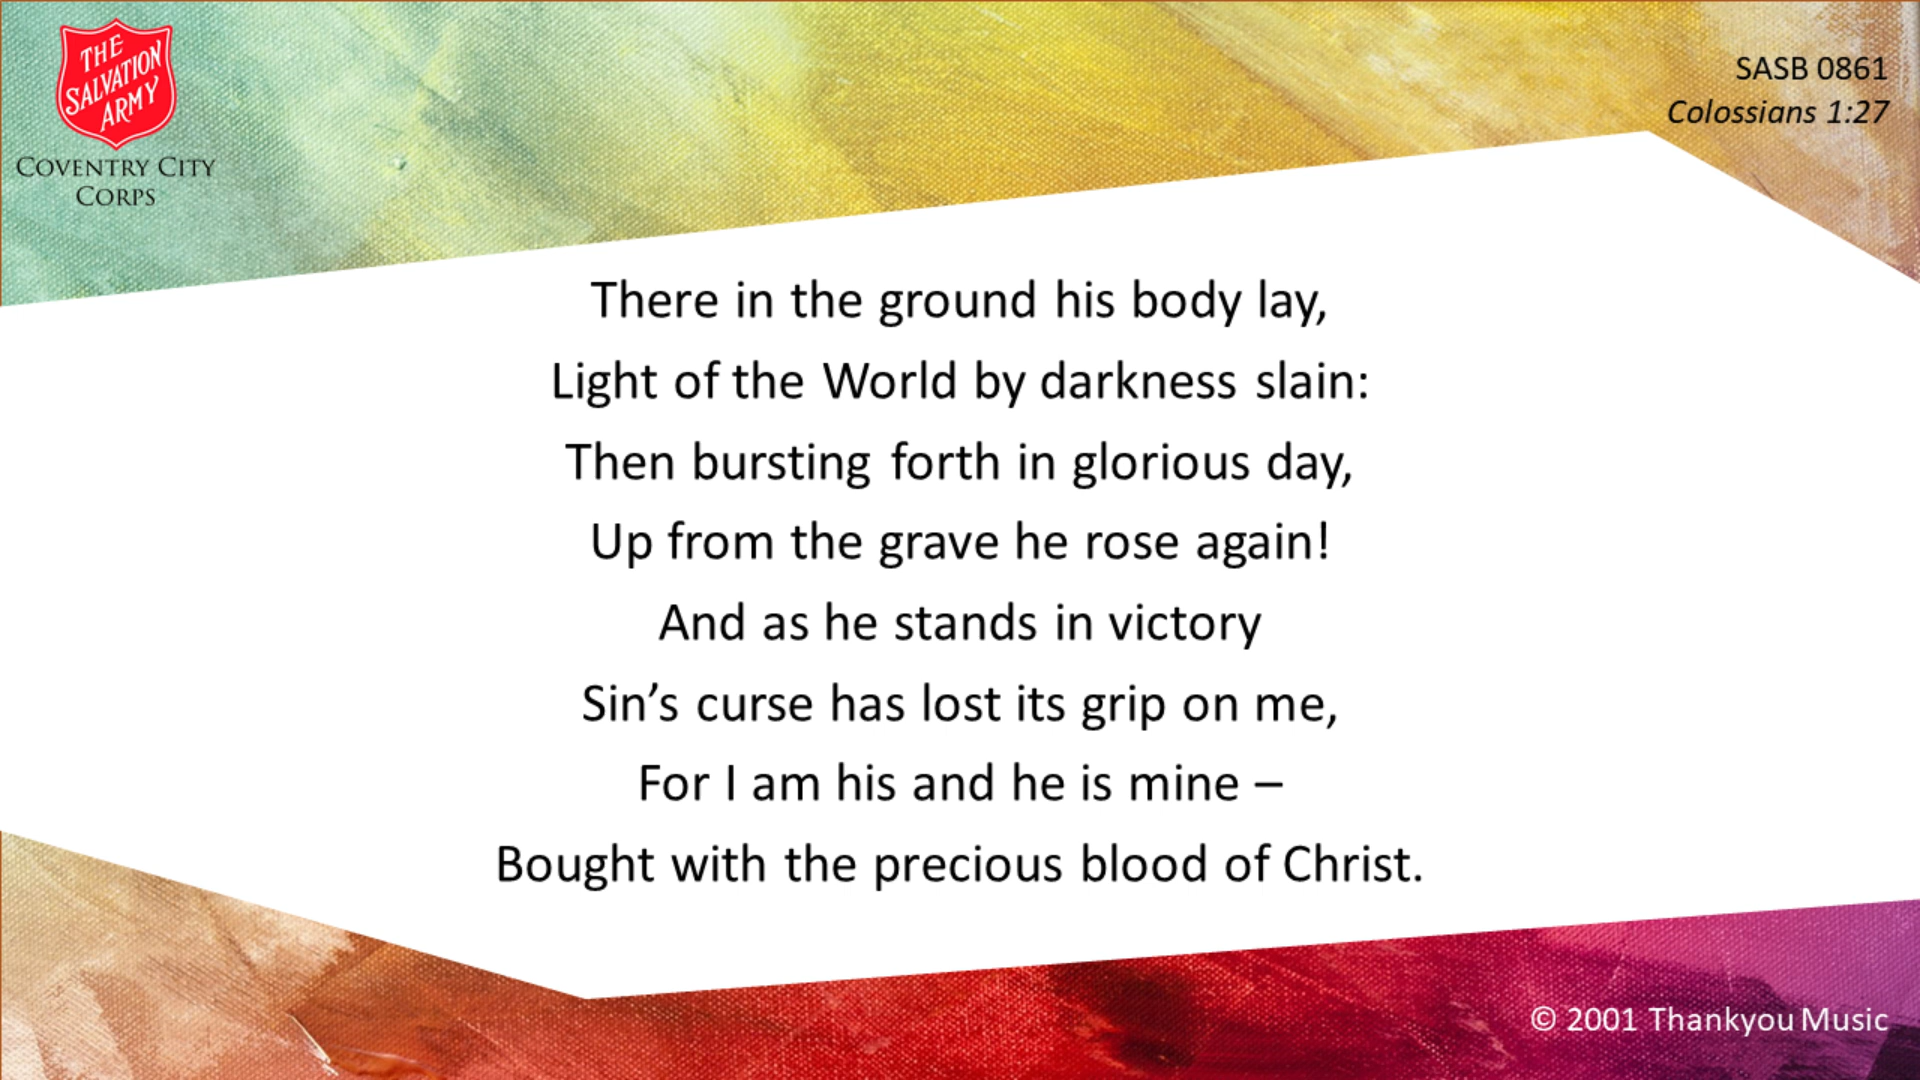 THE
SALVATION
ARMY
COVENTRY CITY
CORPS
SASB 0861
Colossians 1:27
There in the ground his body lay,
Light of the World by darkness slain:
Then bursting forth in glorious day,
Up from the grave he rose again!
And as he stands in victory
Sin’s curse has lost its grip on me,
For I am his and he is mine –
Bought with the precious blood of Christ.
© 2001 Thankyou Music